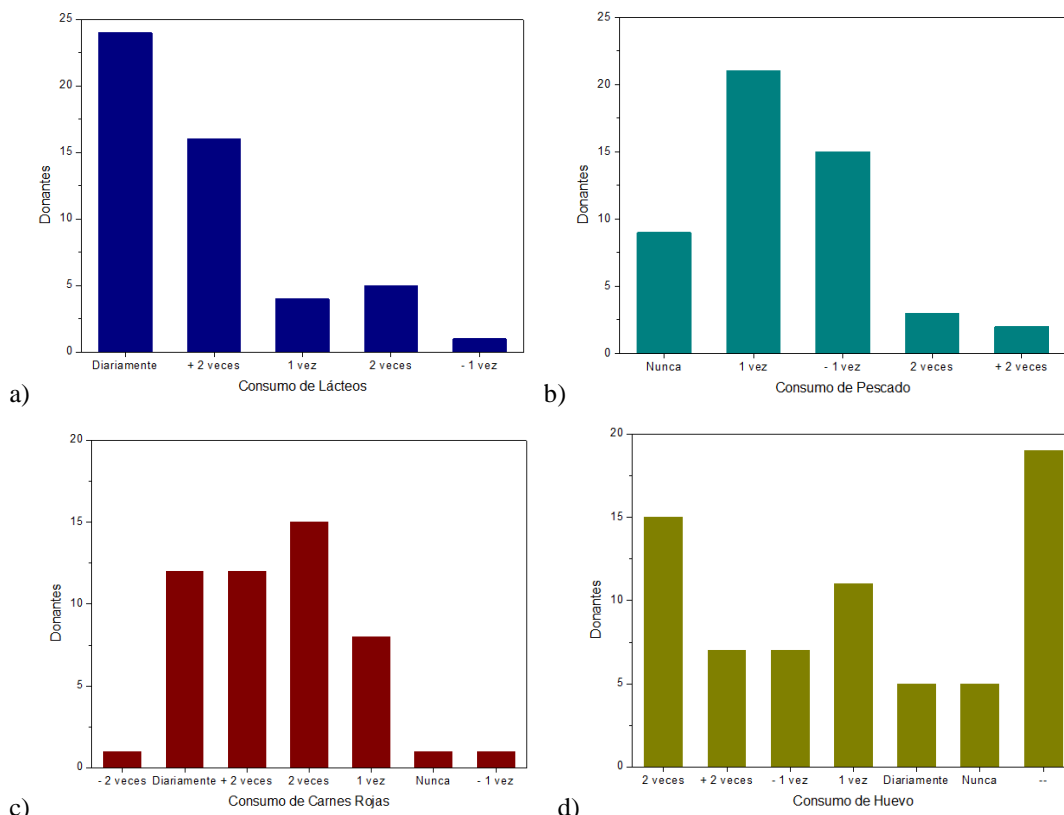 25
20
15
10
5
0
Donantes
Diariamente + 2 veces 1 vez 2 veces - 1 vez
Consumo de Lácteos
a)
25
20
15
10
5
0
Donantes
Nunca 1 vez - 1 vez 2 veces + 2 veces
Consumo de Pescado
b)
20
15
10
5
0
Donantes
- 2 veces Diariamente + 2 veces 2 veces 1 vez Nunca - 1 vez
Consumo de Carnes Rojas
c)
20
15
10
5
0
Donantes
2 veces + 2 veces - 1 vez 1 vez Diariamente Nunca --
Consumo de Huevo
d)